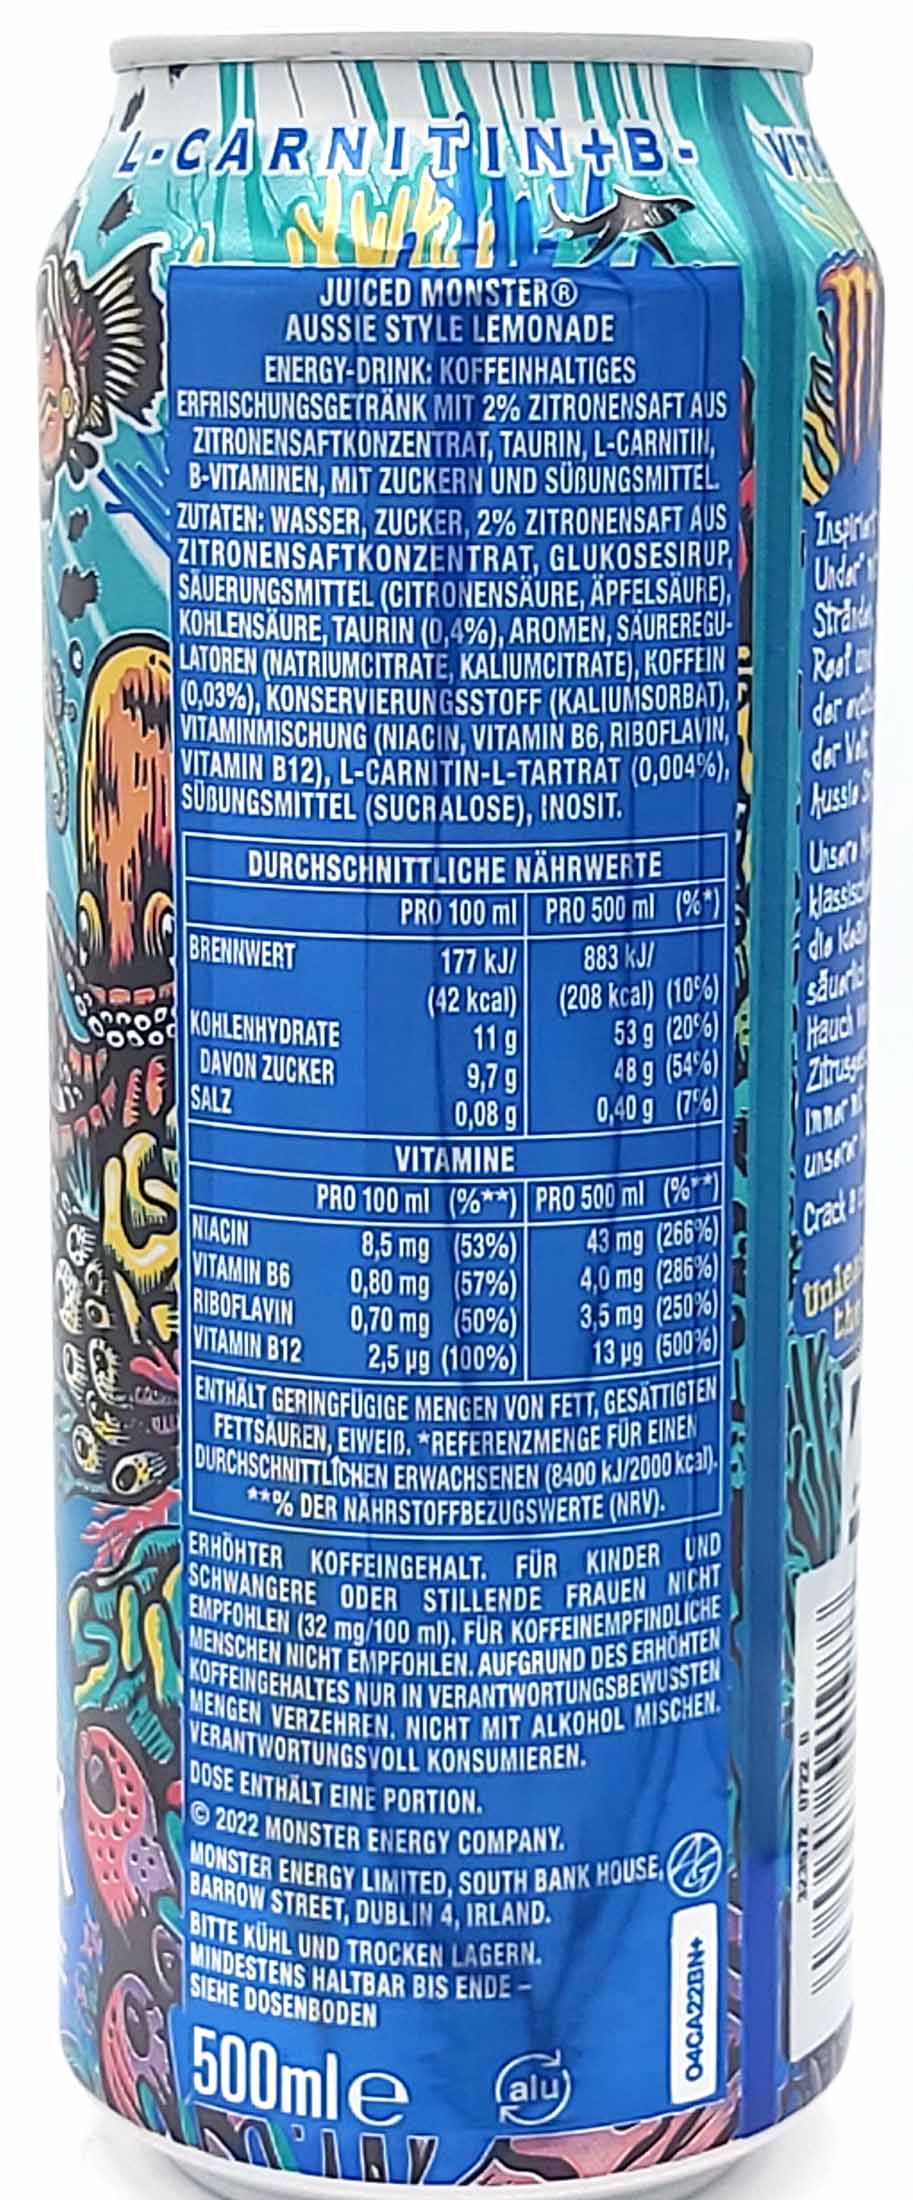 L-CARNITIN+B-
JUICED MONSTER®
AUSSIE STYLE LEMONADE
ENERGY-DRINK: KOFFEINHALTIGES
ERFRISCHUNGSGETRÄNK MIT 2% ZITRONENSAFT AUS
ZITRONENSAFTKONZENTRAT, TAURIN, L-CARNITIN,
B-VITAMINEN, MIT ZUCKERN UND SÜßUNGSMITTEL.
ZUTATEN: WASSER, ZUCKER, 2% ZITRONENSAFT AUS
ZITRONENSAFTKONZENTRAT, GLUKOSESIRUP,
SÄUERUNGSMITTEL (CITRONENSÄURE, ÄPFELSÄURE),
KOHLENSÄURE, TAURIN (0,4%), AROMEN, SÄUREREGU-
LATOREN (NATRIUMCITRATE, KALIUMCITRATE), KOFFEIN
(0,03%), KONSERVIERUNGSSTOFF (KALIUMSORBAT),
VITAMINMISCHUNG (NIACIN, VITAMIN B6, RIBOFLAVIN,
VITAMIN B12), L-CARNITIN-L-TARTRAT (0,004%),
SÜßUNGSMITTEL (SUCRALOSE), INOSIT.
DURCHSCHNITTLICHE NÄHRWERTE
PRO 100 ml PRO 500 ml (%*)
BRENNWERT 177 kJ/ 883 kJ/
(42 kcal) (208 kcal) (10%)
KOHLENHYDRATE 11 g 53 g (20%)
DAVON ZUCKER 9,7 g 48 g (54%)
SALZ 0,08 g 0,40 g (7%)
VITAMINE
PRO 100 ml (%**) PRO 500 ml (%**)
NIACIN 8,5 mg (53%) 43 mg (266%)
VITAMIN B6 0,80 mg (57%) 4,0 mg (286%)
RIBOFLAVIN 0,70 mg (50%) 3,5 mg (250%)
VITAMIN B12 2,5 µg (100%) 13 µg (500%)
ENTHÄLT GERINGFÜGIGE MENGEN VON FETT, GESÄTTIGTEN
FETTSÄUREN, EIWEIß. *REFERENZMENGE FÜR EINEN
DURCHSCHNITTLICHEN ERWACHSENEN (8400 kJ/2000 kcal).
**% DER NÄHRSTOFFBEZUGSWERTE (NRV).
ERHÖHTER KOFFEINGEHALT. FÜR KINDER UND
SCHWANGERE ODER STILLENDE FRAUEN NICHT
EMPFOHLEN (32 mg/100 ml). FÜR KOFFEINEMPFINDLICHE
MENSCHEN NICHT EMPFOHLEN. AUFGRUND DES ERHÖHTEN
KOFFEINGEHALTES NUR IN VERANTWORTUNGSBEWUSSTEN
MENGEN VERZEHREN. NICHT MIT ALKOHOL MISCHEN.
VERANTWORTUNGSVOLL KONSUMIEREN.
DOSE ENTHÄLT EINE PORTION.
© 2022 MONSTER ENERGY COMPANY.
MONSTER ENERGY LIMITED, SOUTH BANK HOUSE,
BARROW STREET, DUBLIN 4, IRLAND.
BITTE KÜHL UND TROCKEN LAGERN.
MINDESTENS HALTBAR BIS ENDE –
SIEHE DOSENBODEN
04GA22BN+
500ml e
alu
Reef
der
der
Aussie
Hauch
Crack a